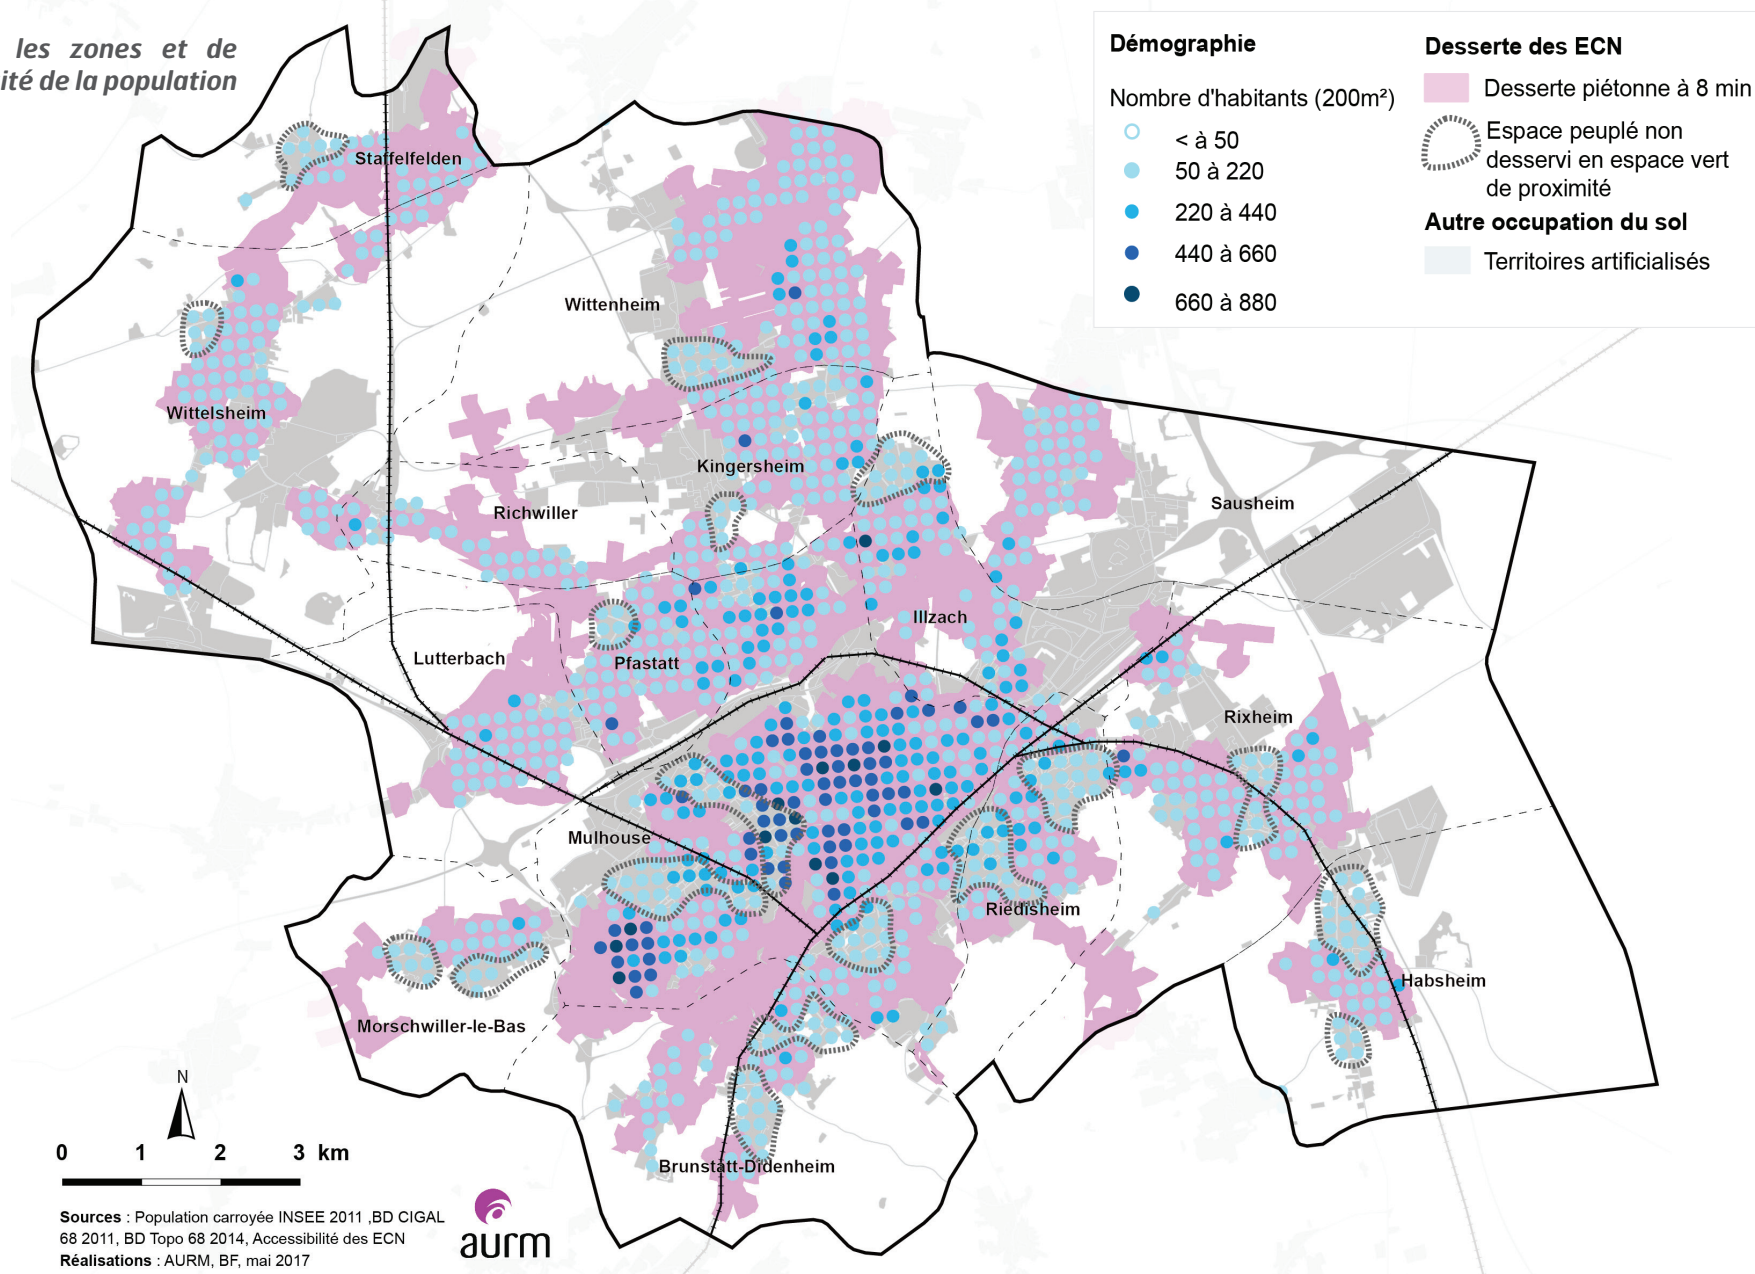 les zones et de
ité de la population
Démographie
Nombre d'habitants (200m²)
< à 50
50 à 220
220 à 440
440 à 660
660 à 880
Desserte des ECN
Desserte piétonne à 8 min
Espace peuplé non
desservi en espace vert
de proximité
Autre occupation du sol
Territoires artificialisés
Staffelfelden
Wittenheim
Wittelsheim
Kingersheim
Richwiller
Sausheim
Illzach
Lutterbach
Pfastatt
Rixheim
Mulhouse
Riedisheim
Habsheim
Morschwiller-le-Bas
Brunstatt-Didenheim
N
0 1 2 3 km
Sources : Population carroyée INSEE 2011 ,BD CIGAL
68 2011, BD Topo 68 2014, Accessibilité des ECN
Réalisations : AURM, BF, mai 2017
aurm